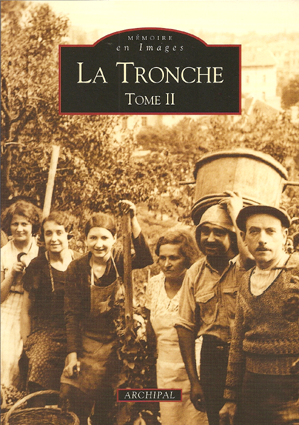 MÉMOIRE
en Images
LA TRONCHE
TOME II
ARCHIPAL